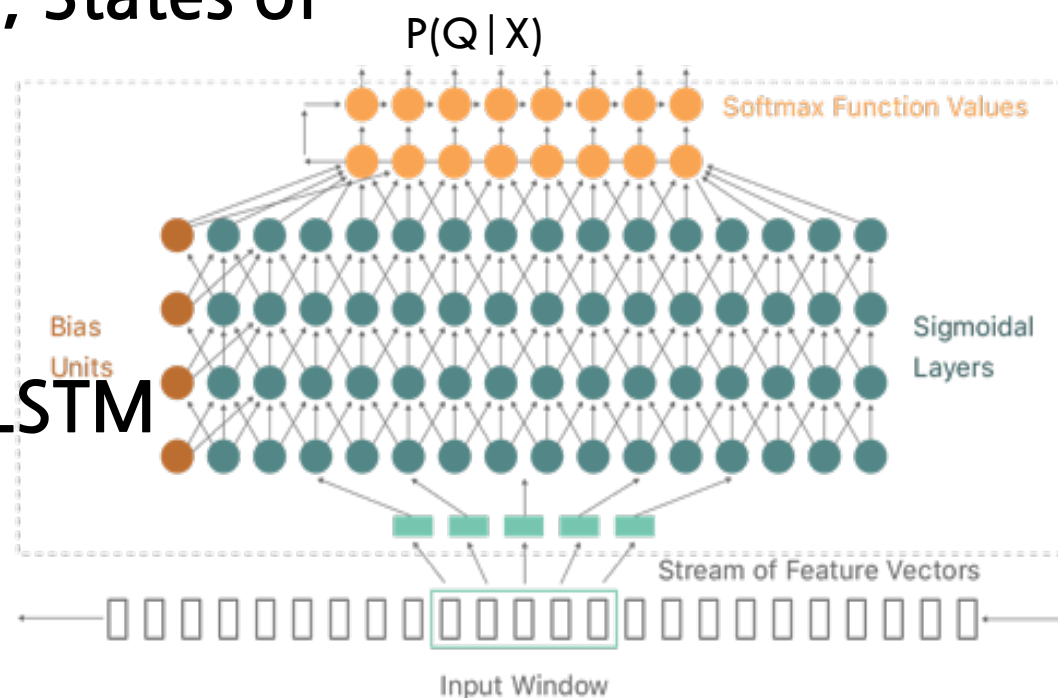 , States of
P(Q|X)
Softmax Function Values
Bias
Units
Sigmoidal
Layers
LSTM
Stream of Feature Vectors
Input Window